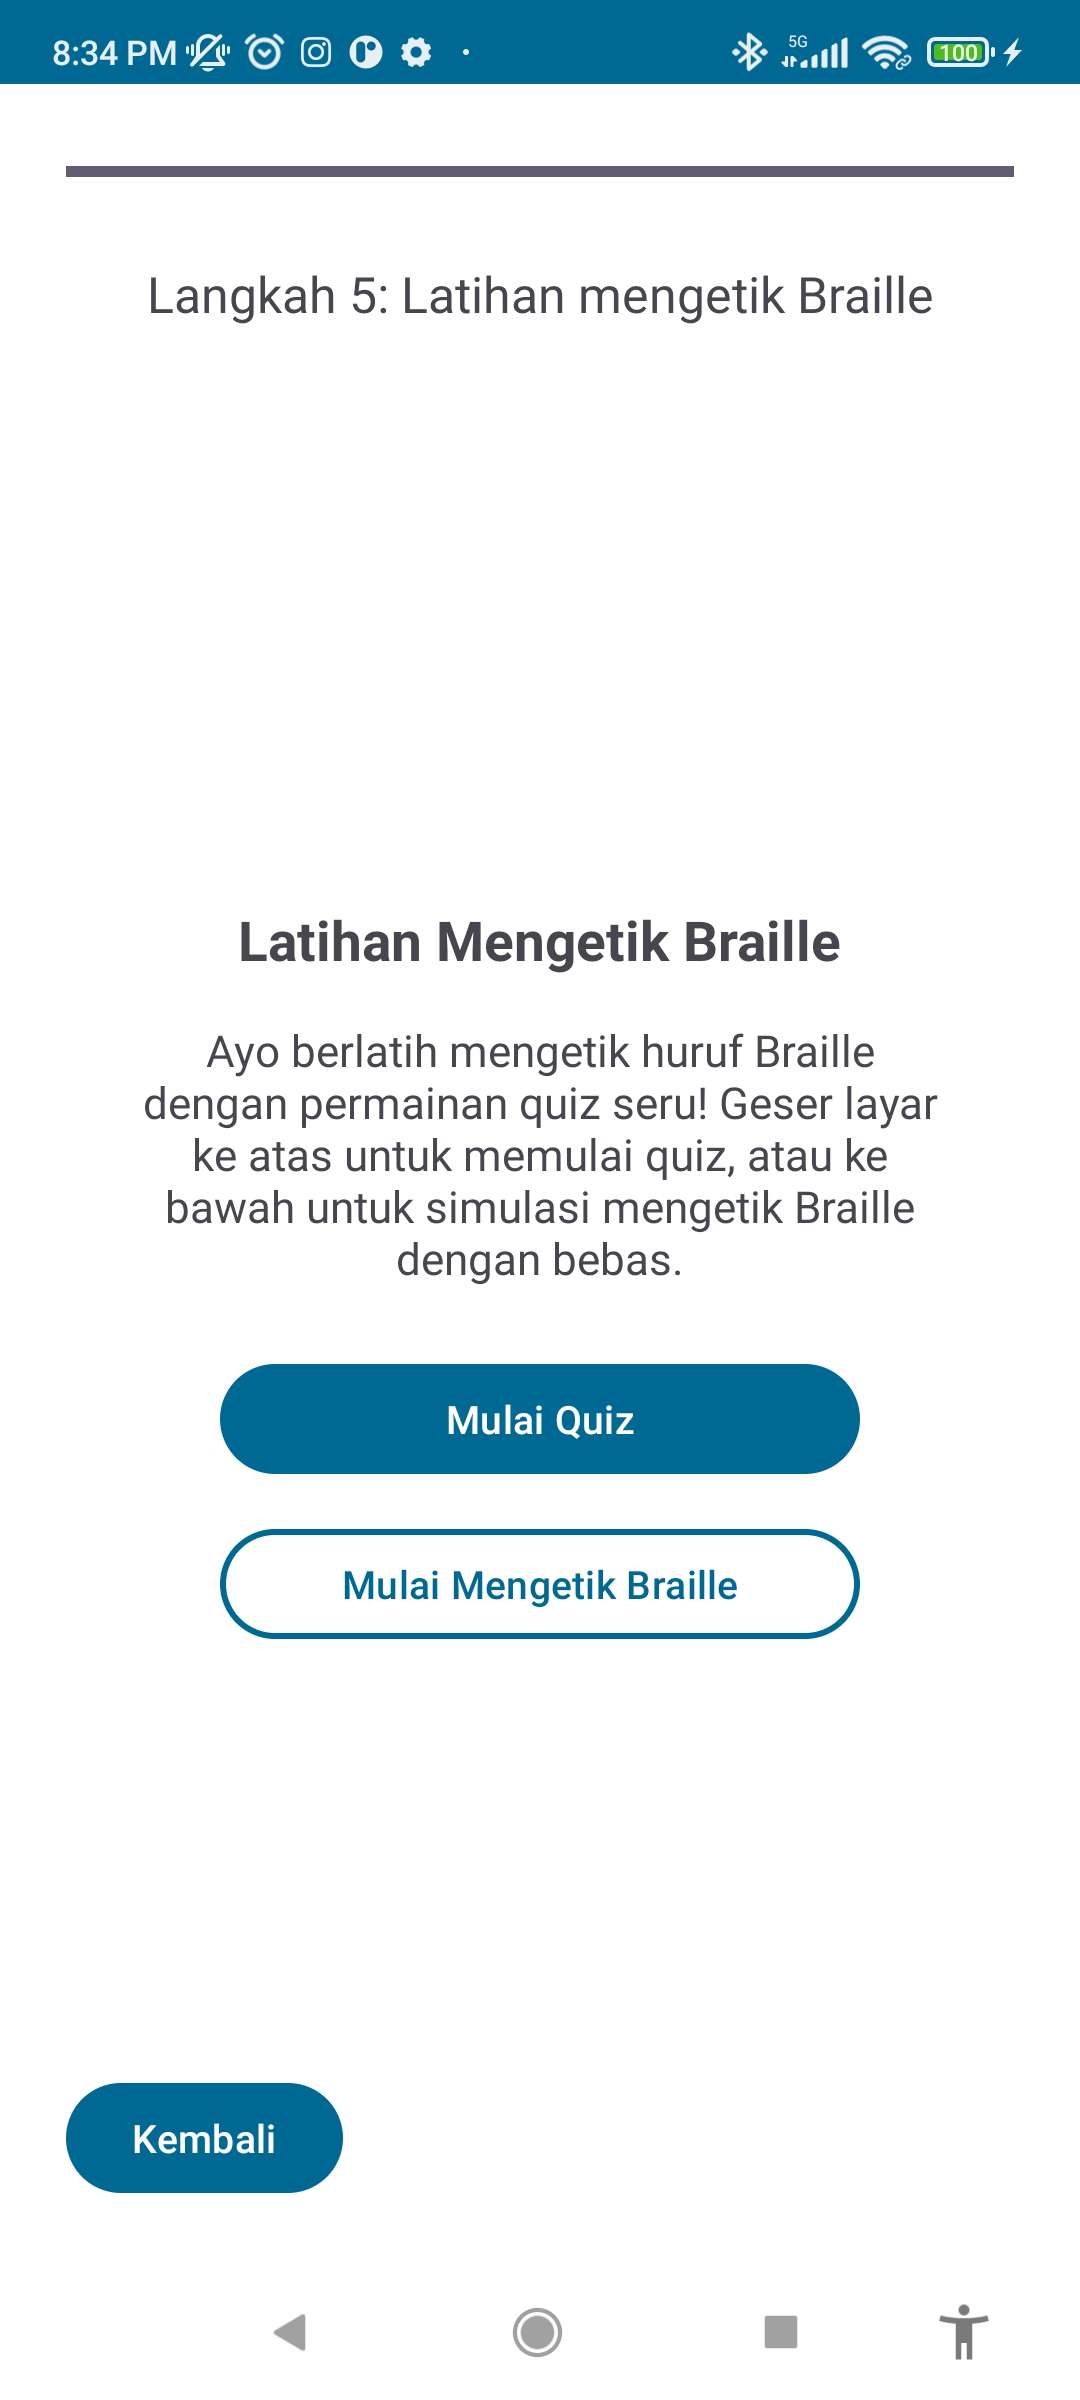 8:34 PM
5G
100
Langkah 5: Latihan mengetik Braille
Latihan Mengetik Braille
Ayo berlatih mengetik huruf Braille
dengan permainan quiz seru! Geser layar
ke atas untuk memulai quiz, atau ke
bawah untuk simulasi mengetik Braille
dengan bebas.
Mulai Quiz
Mulai Mengetik Braille
Kembali